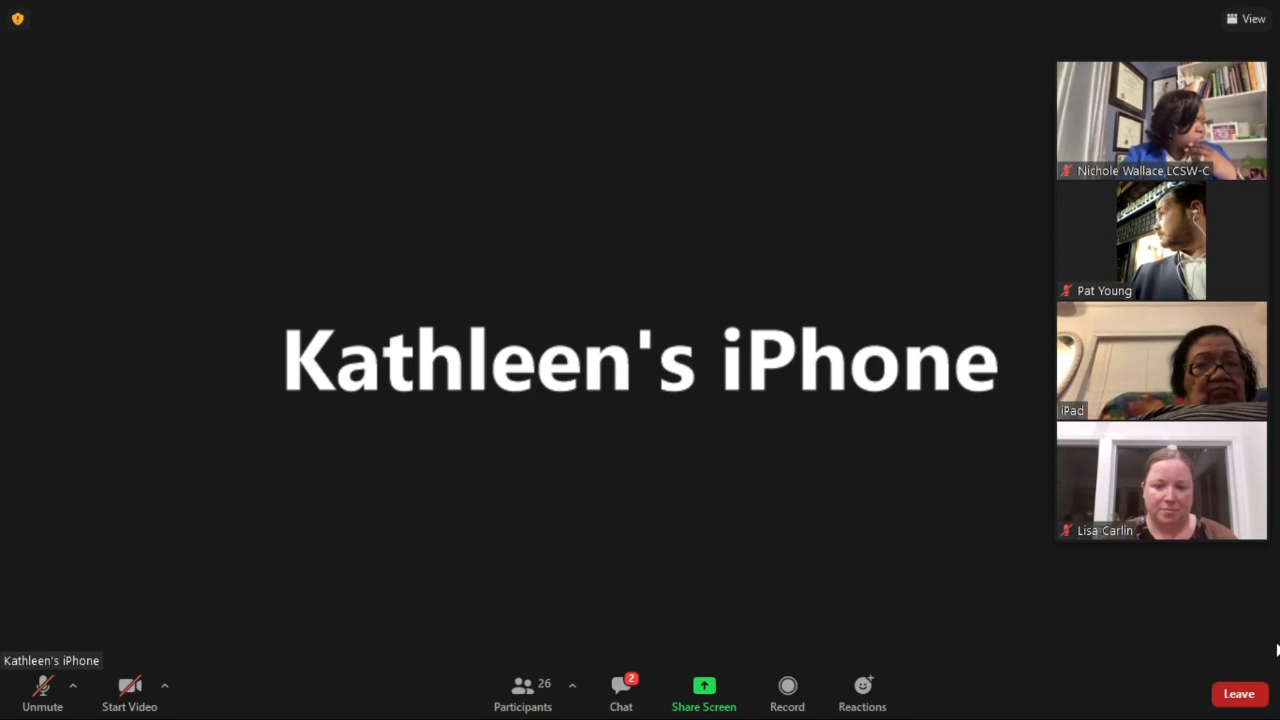 View
Nichole Wallace,LCSW-C
Pat Young
Kathleen's iPhone
iPad
Lisa Carlin
Kathleen's iPhone
Unmute
Start Video
26
Participants
2
Chat
Share Screen
Record
Reactions
Leave